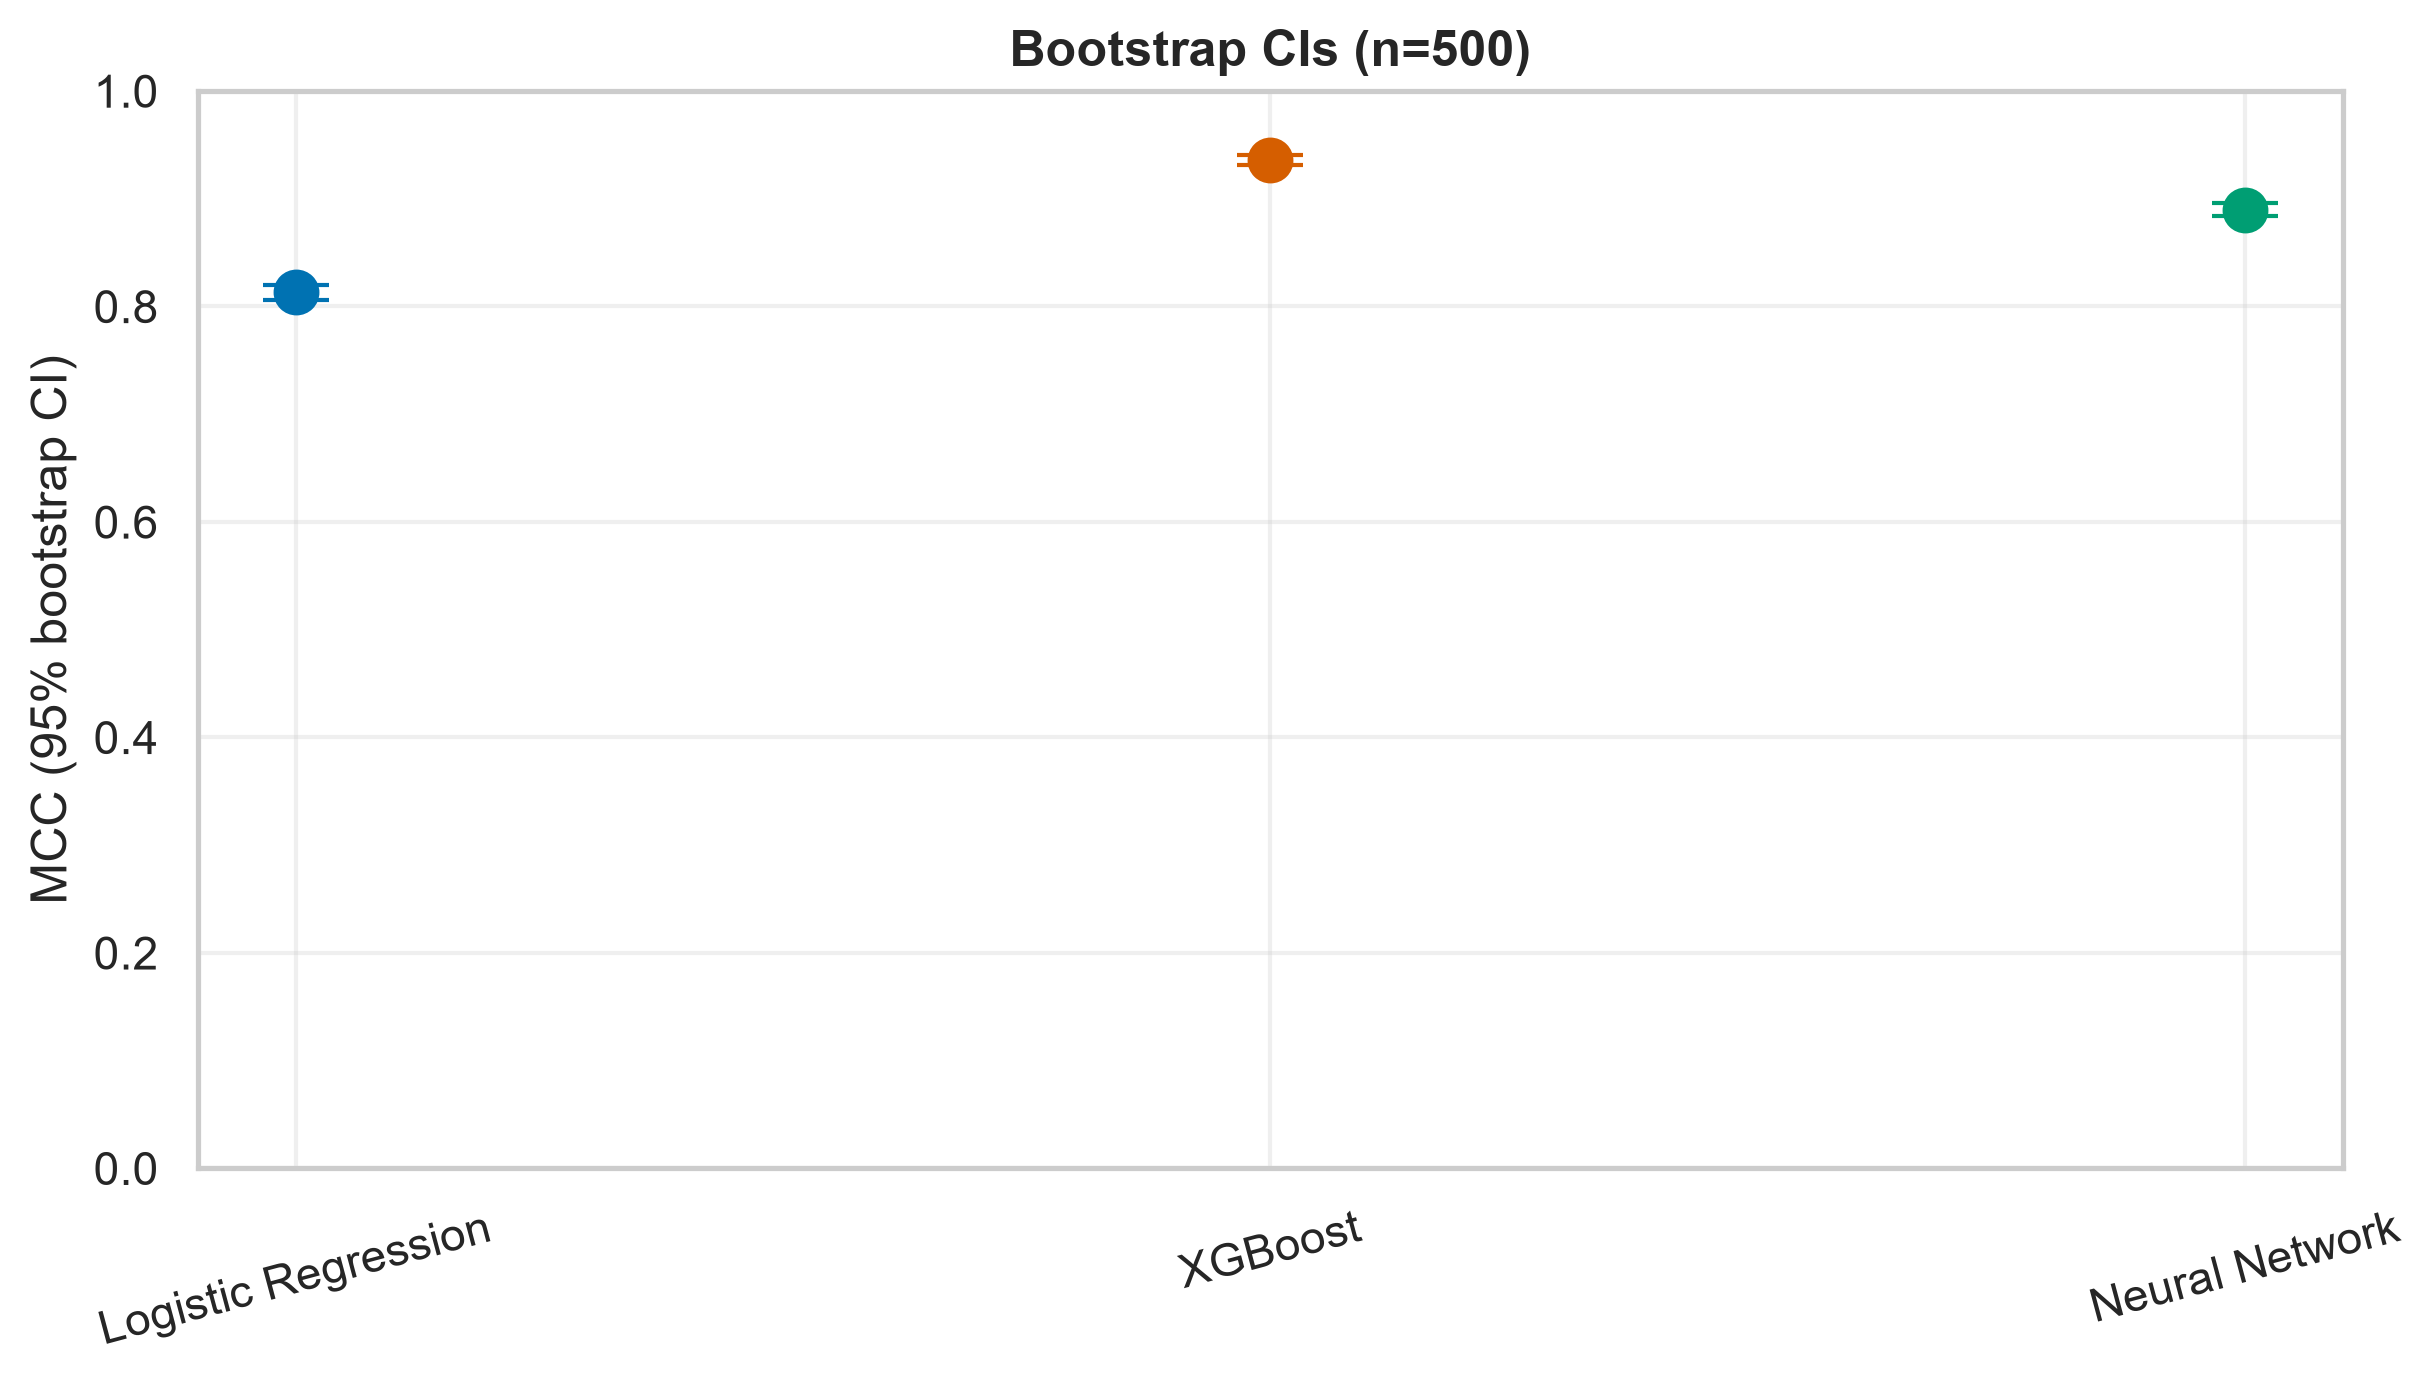 Bootstrap CIs (n=500)
MCC (95% bootstrap CI)
1.0
0.8
0.6
0.4
0.2
0.0
Logistic Regression
XGBoost
Neural Network